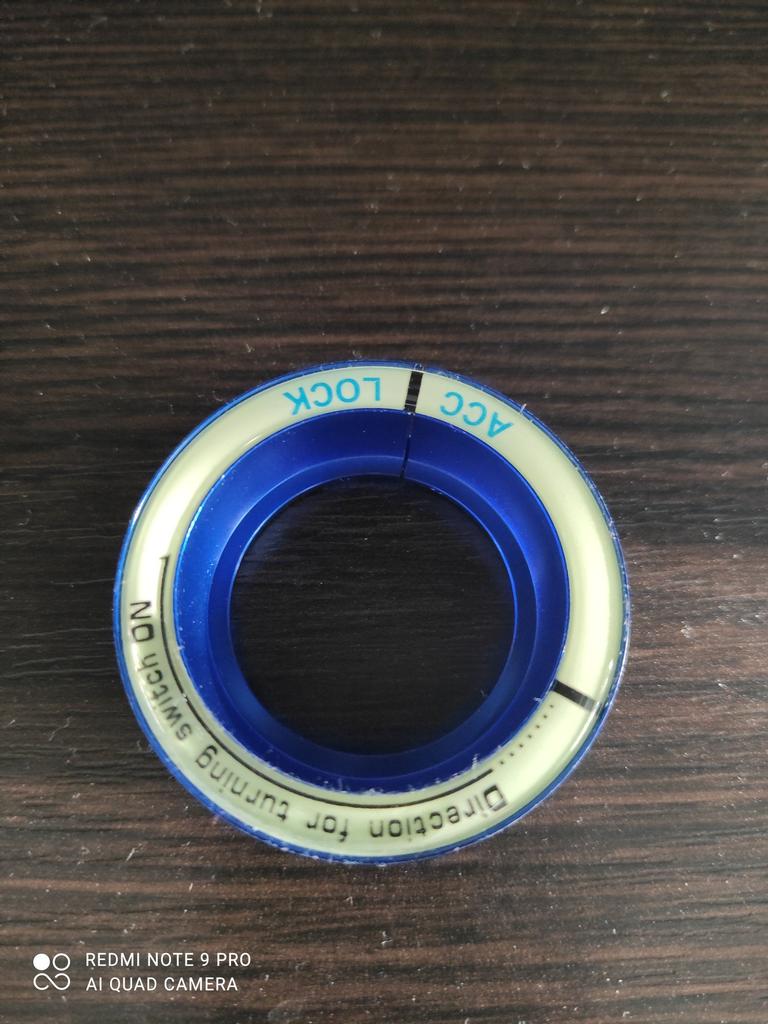 LOCK
ACC
Direction for turning switch ON
REDMI NOTE 9 PRO
AI QUAD CAMERA